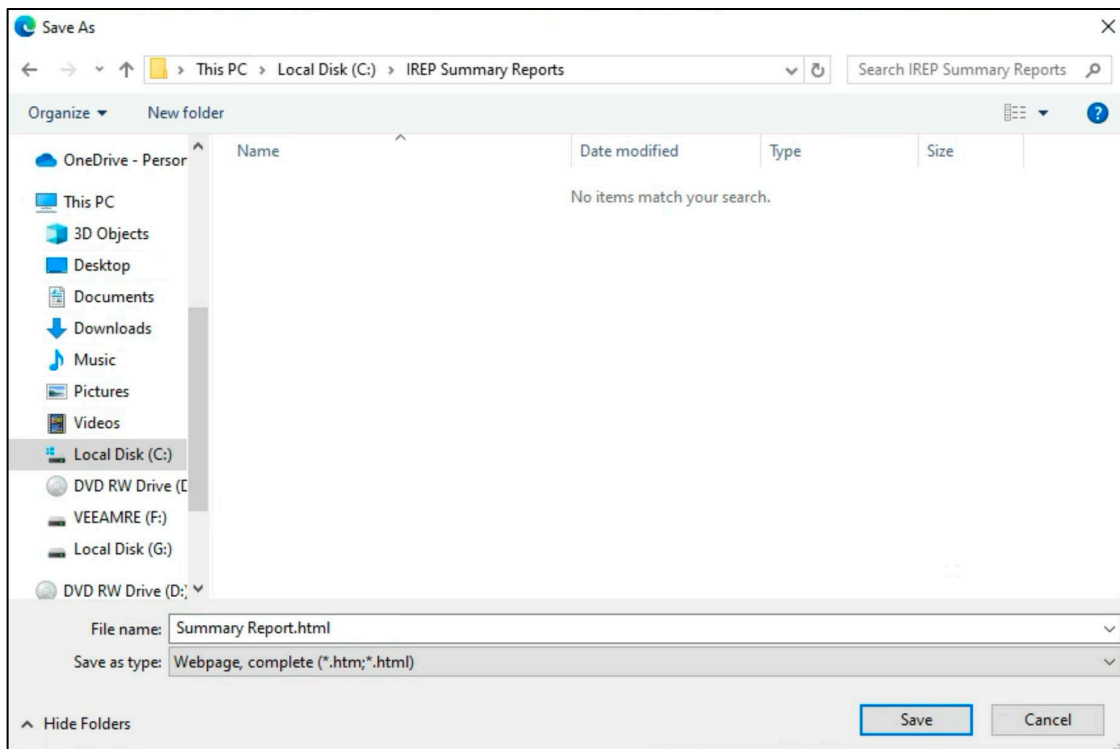 Save As
This PC > Local Disk (C:) > IREP Summary Reports
Search IREP Summary Reports
Organize
New folder
?
Name
Date modified
Type
Size
No items match your search.
OneDrive - Person
This PC
3D Objects
Desktop
Documents
Downloads
Music
Pictures
Videos
Local Disk (C:)
DVD RW Drive (D
VEEAMRE (F:)
Local Disk (G:)
DVD RW Drive (D:)
File name: Summary Report.html
Save as type: Webpage, complete (*.htm;*.html)
Hide Folders
Save
Cancel